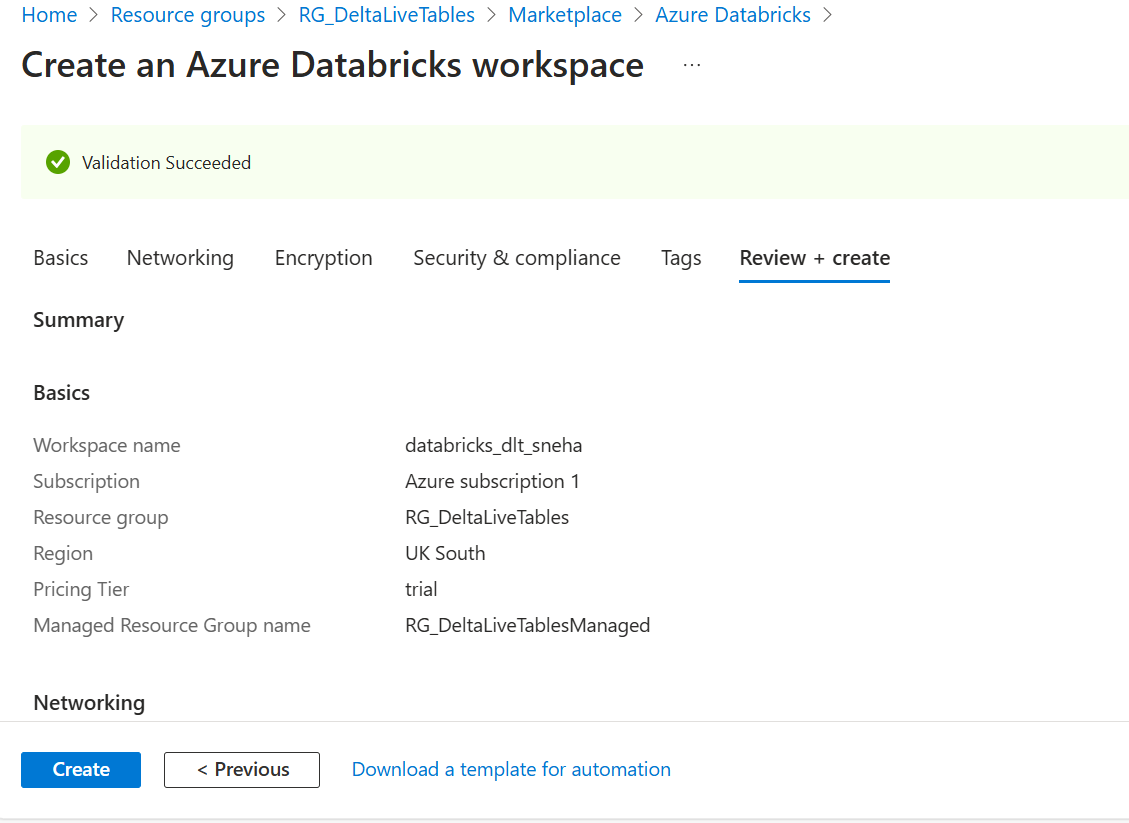 Home > Resource groups > RG_DeltaLiveTables > Marketplace > Azure Databricks >
Create an Azure Databricks workspace ...
Validation Succeeded
Basics Networking Encryption Security & compliance Tags Review + create
Summary
Basics
Workspace name databricks_dlt_sneha
Subscription Azure subscription 1
Resource group RG_DeltaLiveTables
Region UK South
Pricing Tier trial
Managed Resource Group name RG_DeltaLiveTablesManaged
Networking
Create < Previous Download a template for automation